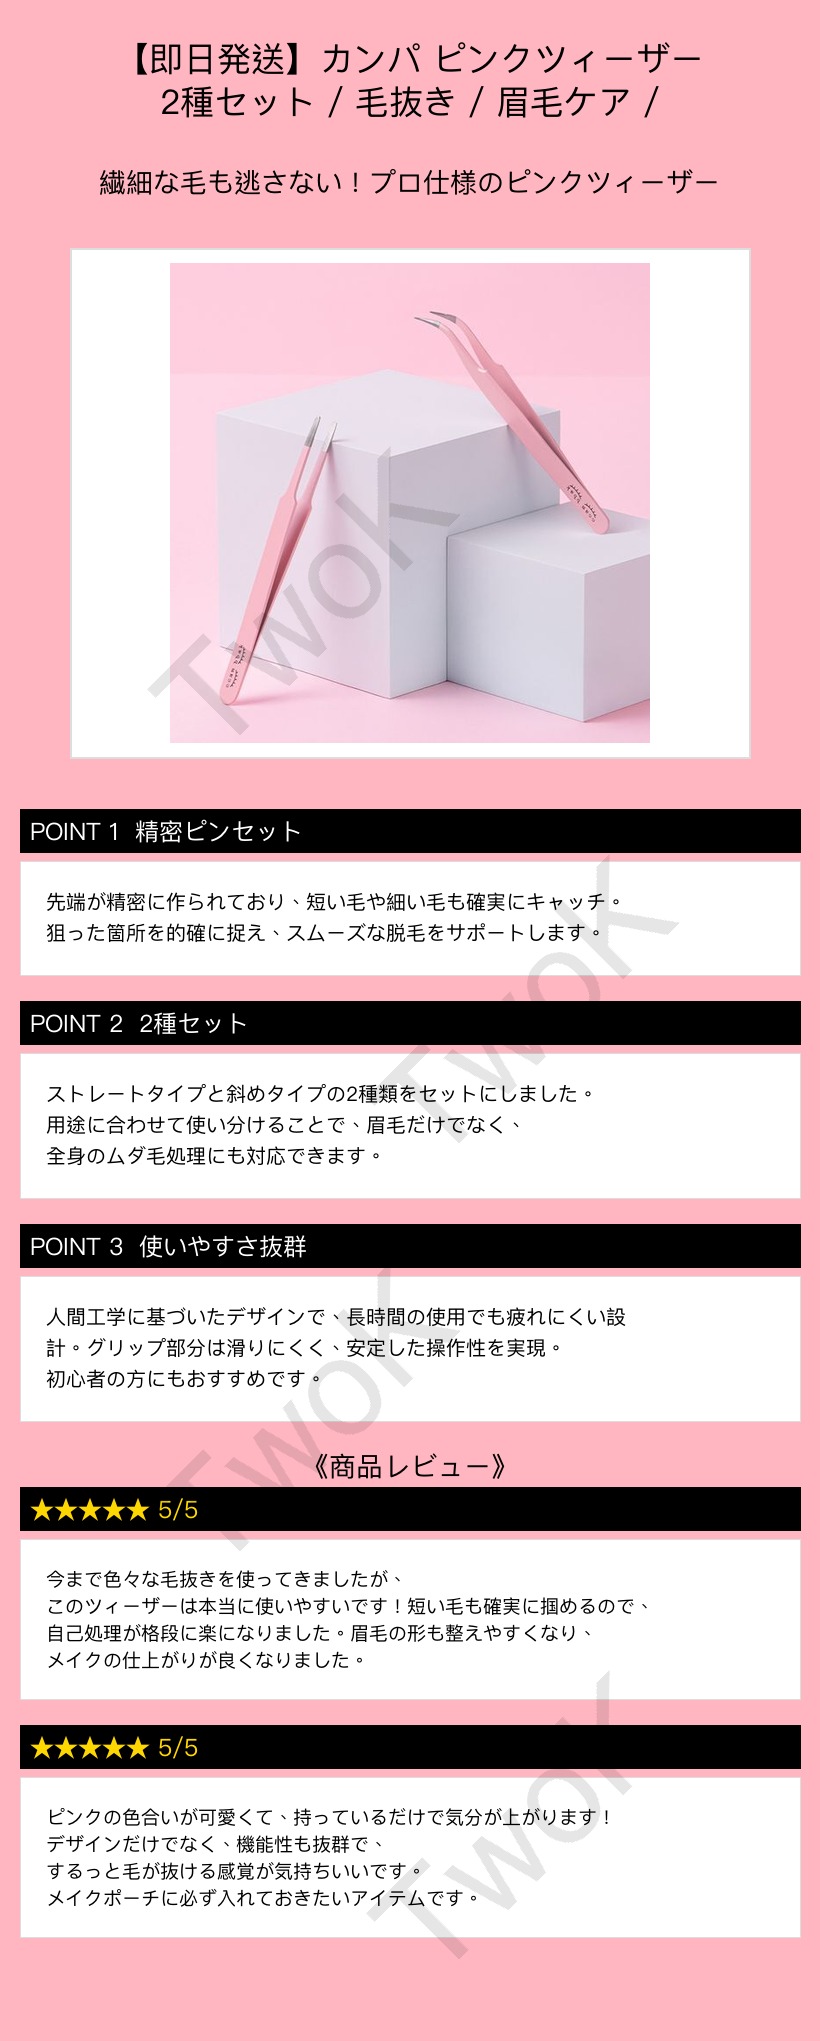 【即日発送】カンパ ピンクツィーザー
2種セット / 毛抜き / 眉毛ケア /
繊細な毛も逃さない！プロ仕様のピンクツィーザー
TwoK
POINT 1 精密ピンセット
先端が精密に作られており、短い毛や細い毛も確実にキャッチ。
狙った箇所を的確に捉え、スムーズな脱毛をサポートします。
TwoK
POINT 2 2種セット
ストレートタイプと斜めタイプの2種類をセットにしました。
用途に合わせて使い分けることで、眉毛だけでなく、
全身のムダ毛処理にも対応できます。
POINT 3 使いやすさ抜群
人間工学に基づいたデザインで、長時間の使用でも疲れにくい設
計。グリップ部分は滑りにくく、安定した操作性を実現。
初心者の方にもおすすめです。
TwoK
《商品レビュー》
★★★★★ 5/5
今まで色々な毛抜きを使ってきましたが、
このツィーザーは本当に使いやすいです！短い毛も確実に掴めるので、
自己処理が格段に楽になりました。眉毛の形も整えやすくなり、
メイクの仕上がりが良くなりました。
★★★★★ 5/5
ピンクの色合いが可愛くて、持っているだけで気分が上がります！
デザインだけでなく、機能性も抜群で、
するっと毛が抜ける感覚が気持ちいいです。
メイクポーチに必ず入れておきたいアイテムです。
TwoK